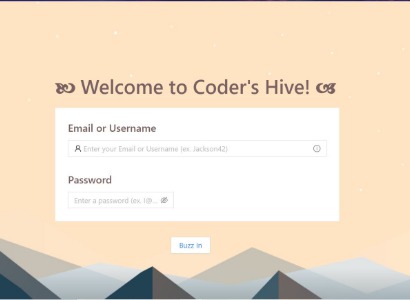 Welcome to Coder's Hive!
Email or Username
Enter your Email or Username (ex: Jackson42)
Password
Enter a password (ex. I@...
Buzz In